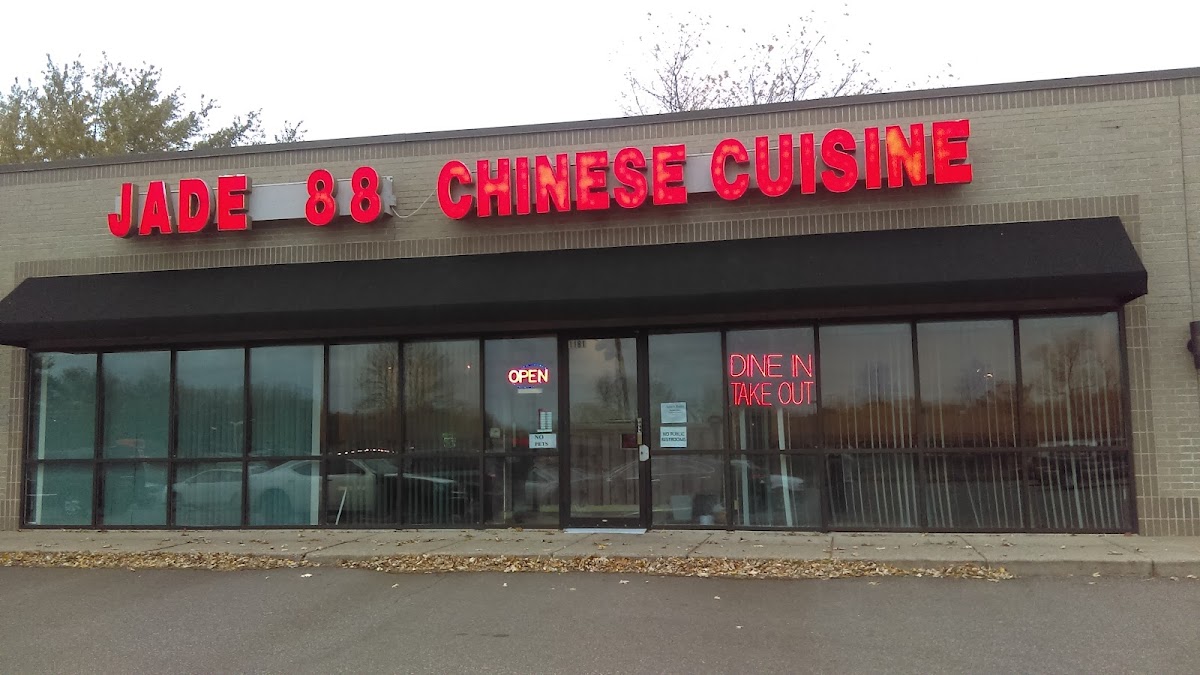 JADE 88 CHINESE CUISINE
OPEN
DINE IN
TAKE OUT
NO
PETS
NO PUBLIC
RESTROOMS